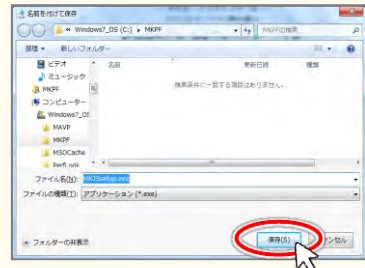 名前を付けて保存
« Windows7_OS (C:) ▸ MKPF
MKPFの検索
整理 新しいフォルダー
ビデオ
ミュージック
MKPF
コンピューター
Windows7_OS
MAVP
MKPF
MSOCache
PerfLogs
名前 更新日時 種類
検索条件に一致する項目はありません。
ファイル名(N): MKISsetup.exe
ファイルの種類(T): アプリケーション (*.exe)
フォルダーの非表示
保存(S)
ンセル